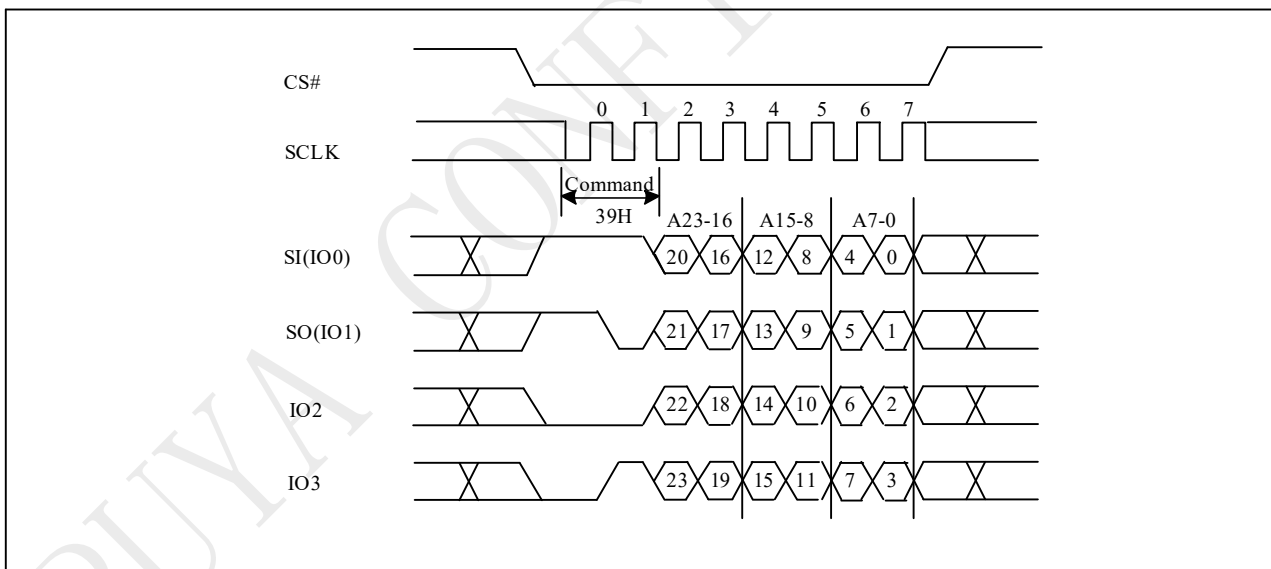 CS#
0 1 2 3 4 5 6 7
SCLK
Command
39H
A23-16 A15-8 A7-0
SI(IO0)
20 16 12 8 4 0
SO(IO1)
21 17 13 9 5 1
IO2
22 18 14 10 6 2
IO3
23 19 15 11 7 3
PUYA CONF